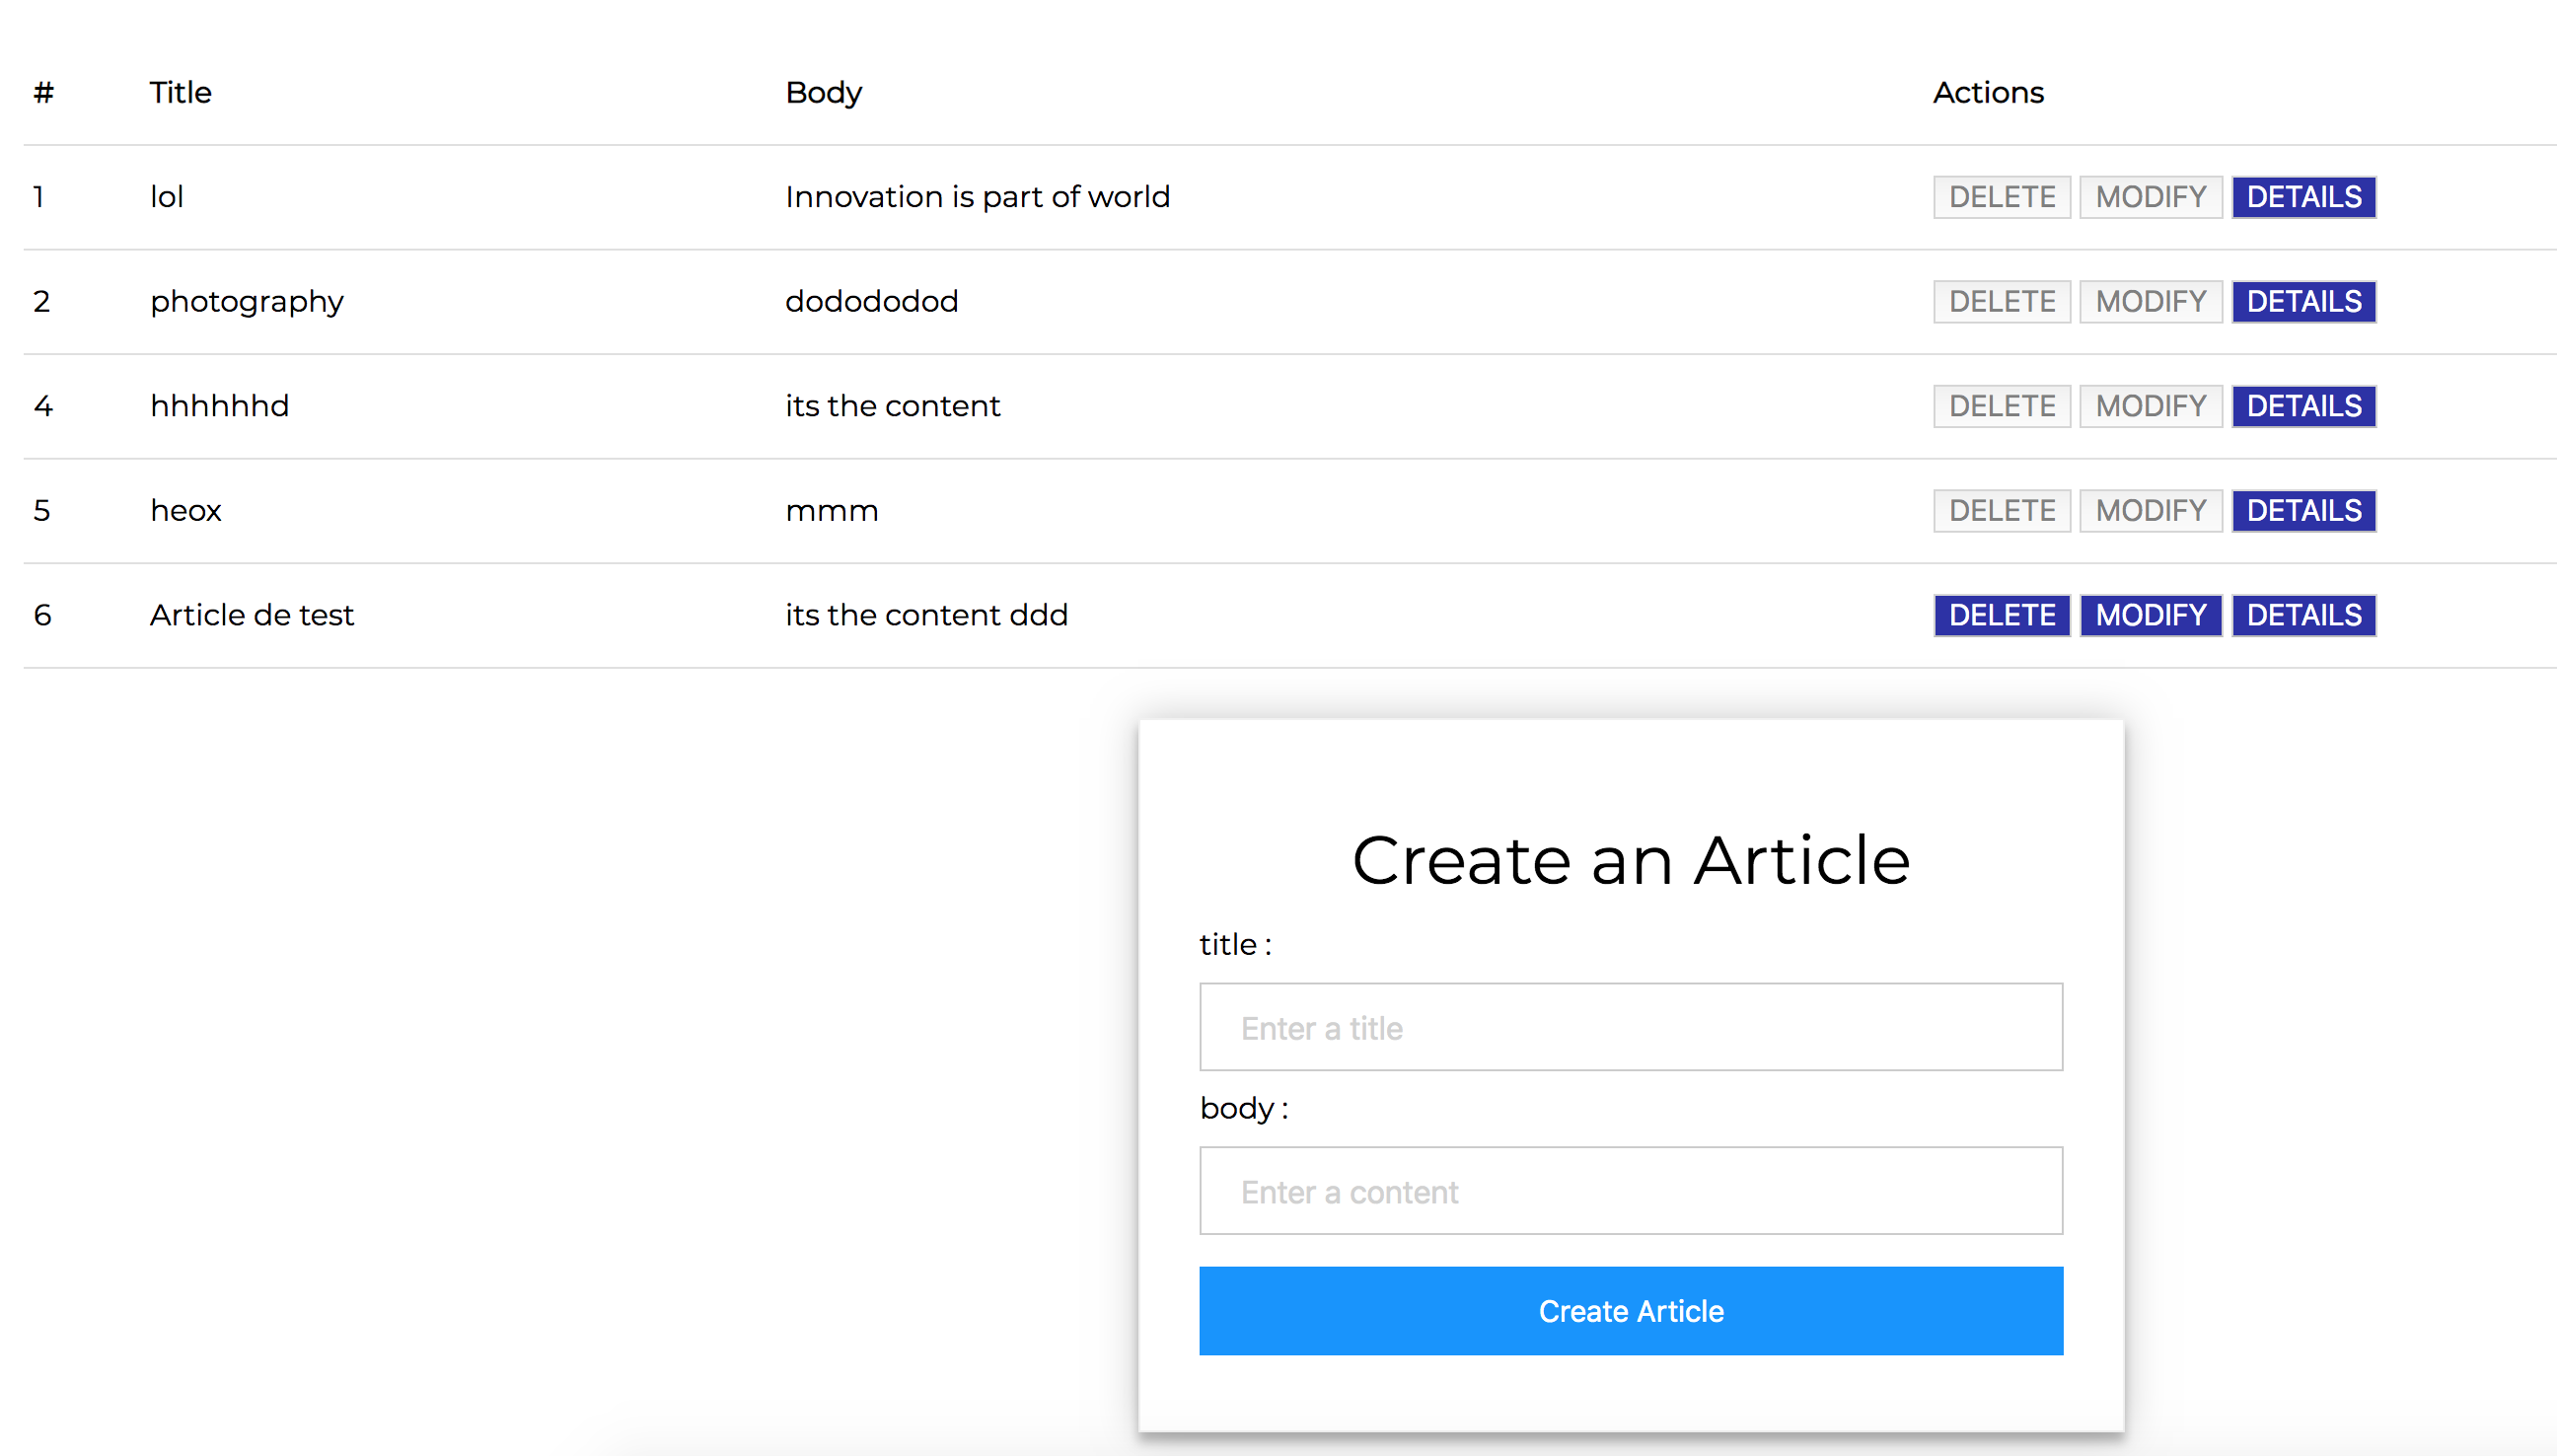 # Title Body Actions
1 lol Innovation is part of world DELETE MODIFY DETAILS
2 photography dodododod DELETE MODIFY DETAILS
4 hhhhhhd its the content DELETE MODIFY DETAILS
5 heox mmm DELETE MODIFY DETAILS
6 Article de test its the content ddd DELETE MODIFY DETAILS
Create an Article
title :
Enter a title
body :
Enter a content
Create Article